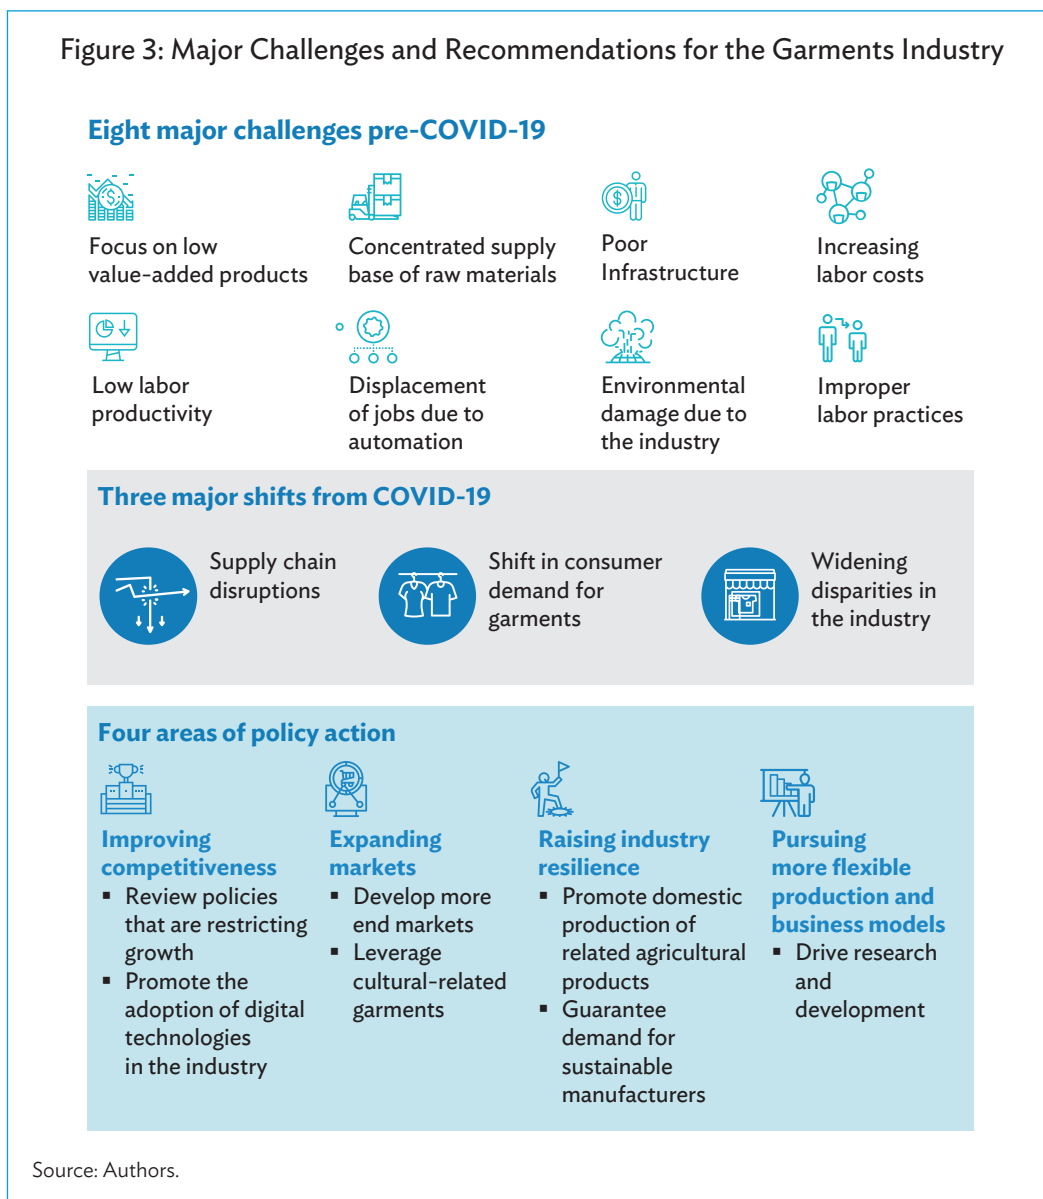 Figure 3: Major Challenges and Recommendations for the Garments Industry
Eight major challenges pre-COVID-19
Focus on low
value-added products
Concentrated supply
base of raw materials
Poor
Infrastructure
Increasing
labor costs
Low labor
productivity
Displacement
of jobs due to
automation
Environmental
damage due to
the industry
Improper
labor practices
Three major shifts from COVID-19
Supply chain
disruptions
Shift in consumer
demand for
garments
Widening
disparities in
the industry
Four areas of policy action
Improving
competitiveness
▪ Review policies
that are restricting
growth
▪ Promote the
adoption of digital
technologies
in the industry
Expanding
markets
▪ Develop more
end markets
▪ Leverage
cultural-related
garments
Raising industry
resilience
▪ Promote domestic
production of
related agricultural
products
▪ Guarantee
demand for
sustainable
manufacturers
Pursuing
more flexible
production and
business models
▪ Drive research
and
development
Source: Authors.